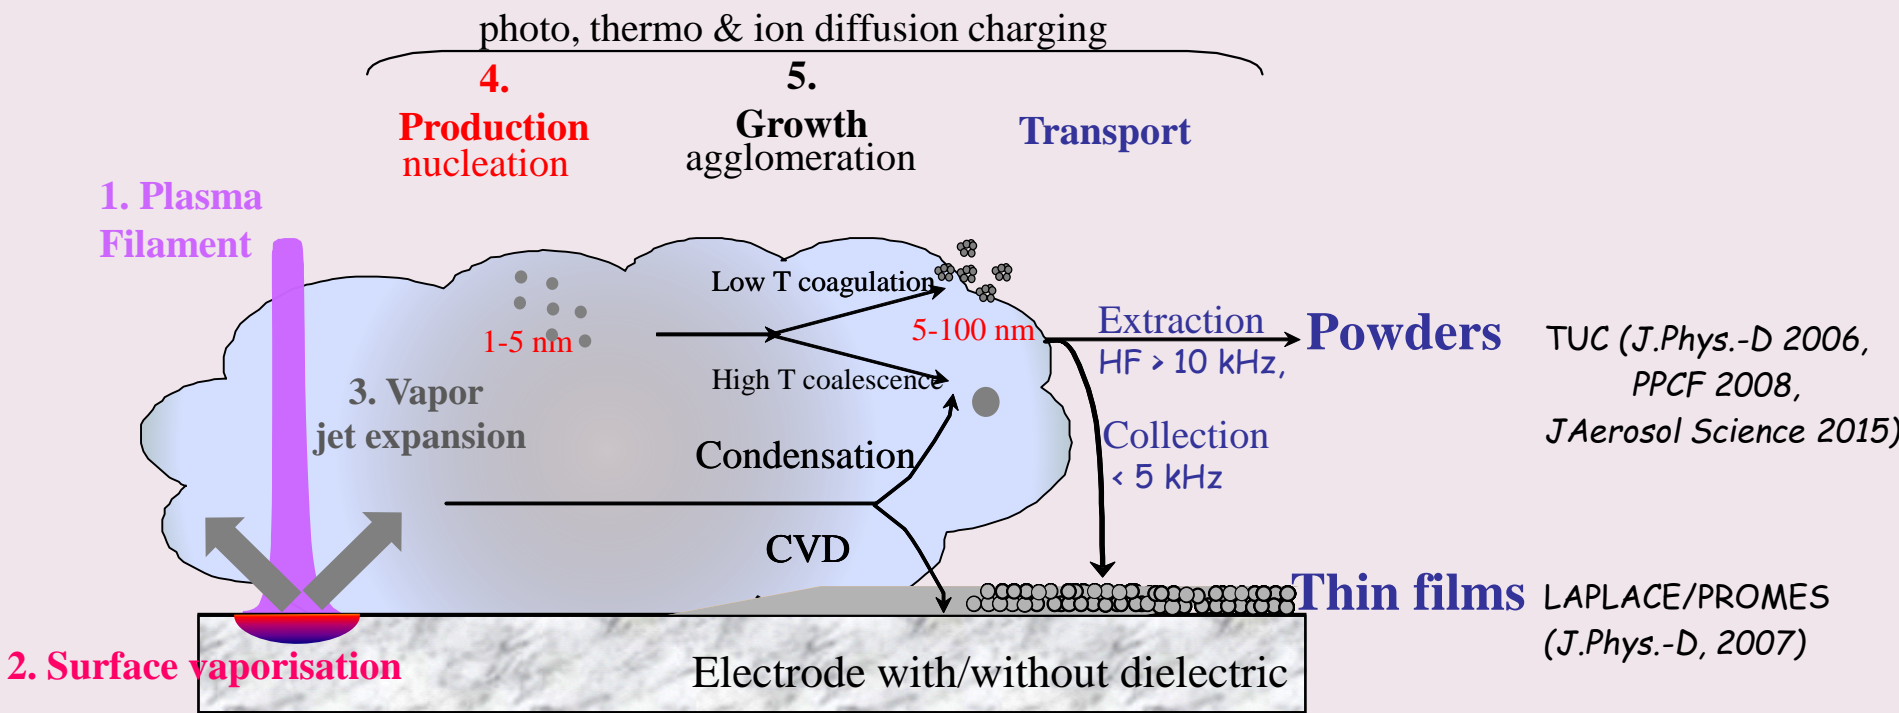 photo, thermo & ion diffusion charging
4.
Production
nucleation
5.
Growth
agglomeration
Transport
1. Plasma
Filament
Low T coagulation
1-5 nm
5-100 nm
High T coalescence
3. Vapor
jet expansion
Condensation
CVD
Extraction
HF > 10 kHz,
Powders
TUC (J.Phys.-D 2006,
PPCF 2008,
JAerosol Science 2015)
Collection
< 5 kHz
Thin films
LAPLACE/PROMES
(J.Phys.-D, 2007)
2. Surface vaporisation
Electrode with/without dielectric